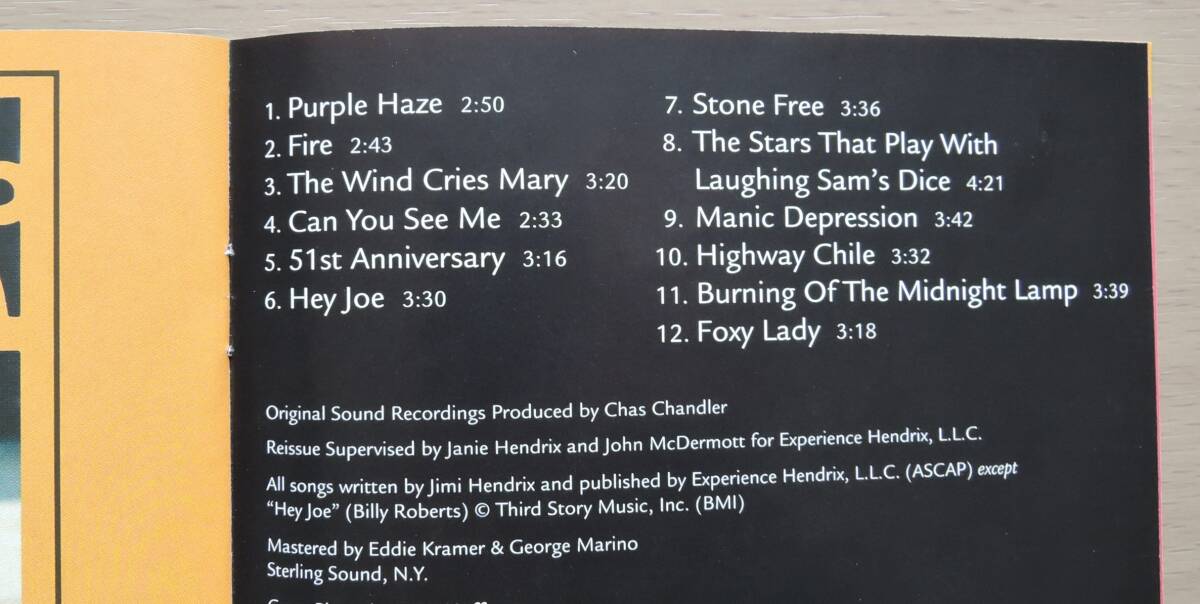 1. Purple Haze 2:50
2. Fire 2:43
3. The Wind Cries Mary 3:20
4. Can You See Me 2:33
5. 51st Anniversary 3:16
6. Hey Joe 3:30
7. Stone Free 3:36
8. The Stars That Play With
Laughing Sam's Dice 4:21
9. Manic Depression 3:42
10. Highway Chile 3:32
11. Burning Of The Midnight Lamp 3:39
12. Foxy Lady 3:18
Original Sound Recordings Produced by Chas Chandler
Reissue Supervised by Janie Hendrix and John McDermott for Experience Hendrix, L.L.C.
All songs written by Jimi Hendrix and published by Experience Hendrix, L.L.C. (ASCAP) except
“Hey Joe” (Billy Roberts) © Third Story Music, Inc. (BMI)
Mastered by Eddie Kramer & George Marino
Sterling Sound, N.Y.